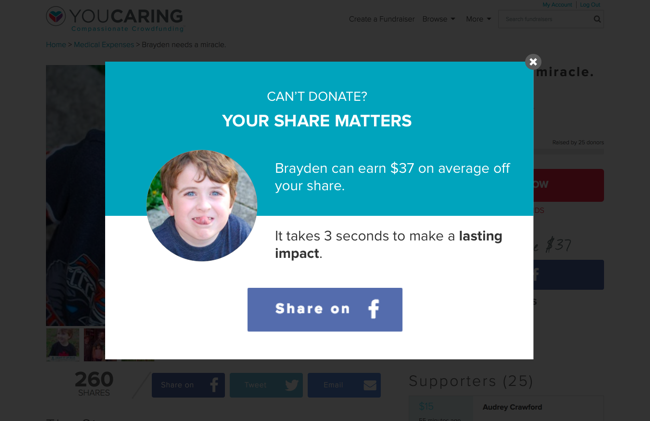 YOUCARING
Compassionate Crowdfunding
My Account Log Out
Create a Fundraiser Browse More Search Fundraisers
Home > Medical Expenses > Brayden needs a miracle.
miracle.
CAN'T DONATE?
YOUR SHARE MATTERS
Brayden can earn $37 on average off
your share.
It takes 3 seconds to make a lasting
impact.
Share on f
Raised by 25 donors
OW
US
$37
f
260
SHARES
Share on f Tweet Email
Supporters (25)
$15
Audrey Crawford